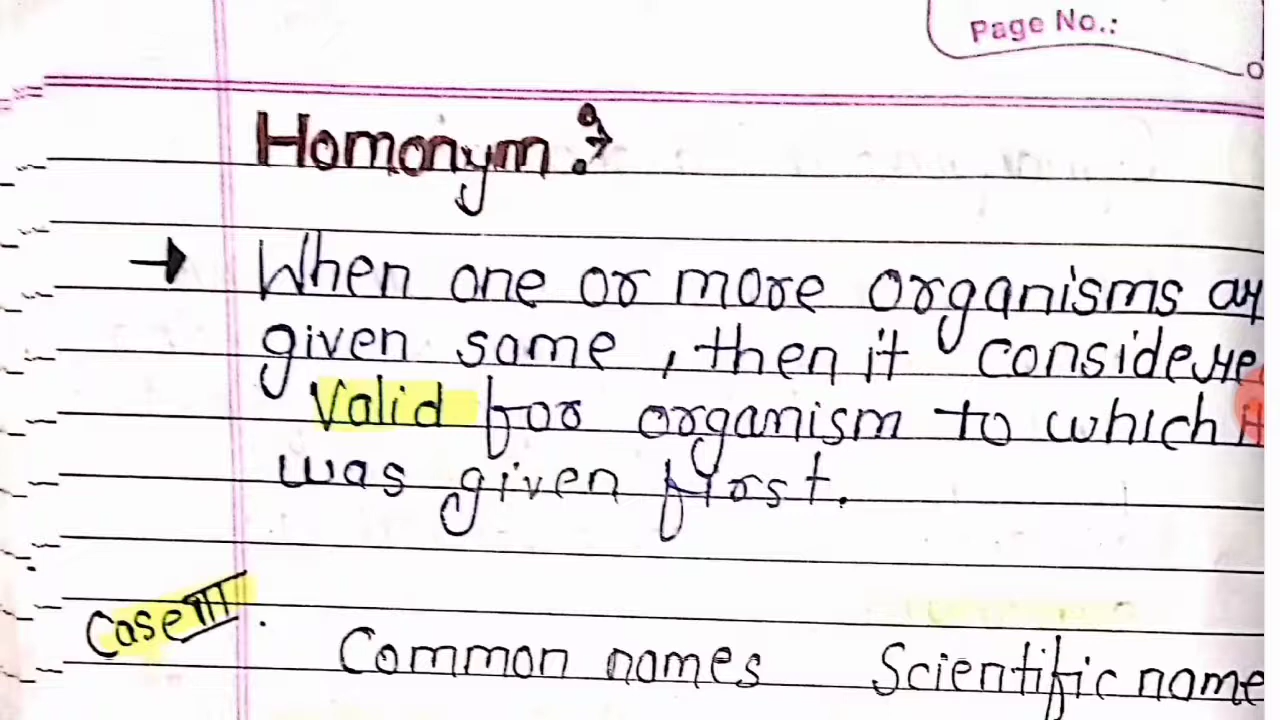 Page No.:
Homonym :→
→ When one or more organisms are
given same , then it considere
Valid for organism to which it
was given first.
Case III .
Common names Scientific name